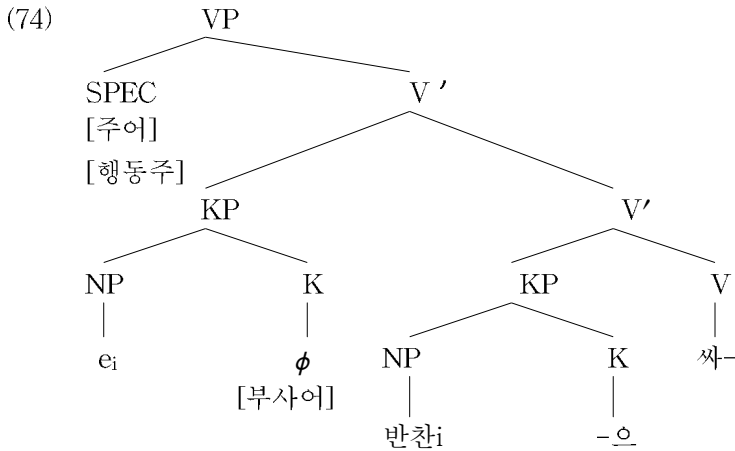 (74) VP
SPEC V ′
[주어]
[행동주]
KP V′
NP K KP V
eᵢ ϕ NP K 싸-
[부사어]
반찬i -으